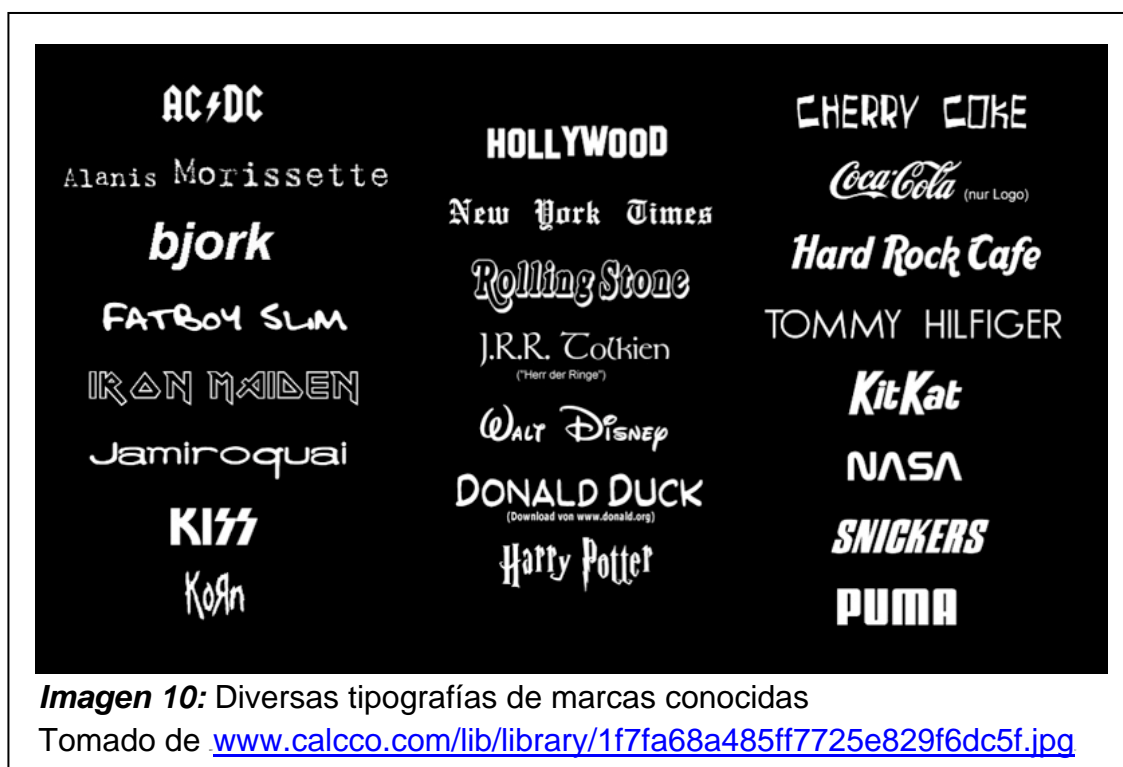 AC⚡DC
Alanis Morissette
bjork
FATBOY SLIM
IRON MAIDEN
Jamiroquai
KISS
KoRn
HOLLYWOOD
New York Times
Rolling Stone
J.R.R. Tolkien
("Herr der Ringe")
WALT DISNEY
DONALD DUCK
(Download von www.donald.org)
Harry Potter
CHERRY COKE
Coca-Cola (nur Logo)
Hard Rock Cafe
TOMMY HILFIGER
KitKat
NASA
SNICKERS
PUMA
Imagen 10: Diversas tipografías de marcas conocidas
Tomado de www.calcco.com/lib/library/1f7fa68a485ff7725e829f6dc5f.jpg